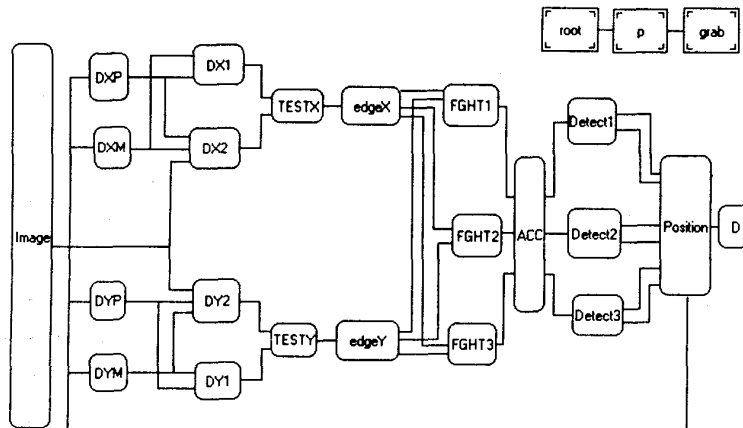 root
p
grab
DXP
DX1
TESTX
edgeX
FGHT1
Detect1
DXM
DX2
Image
FGHT2
ACC
Detect2
Position
D
DYP
DY2
TESTY
edgeY
FGHT3
Detect3
DYM
DY1